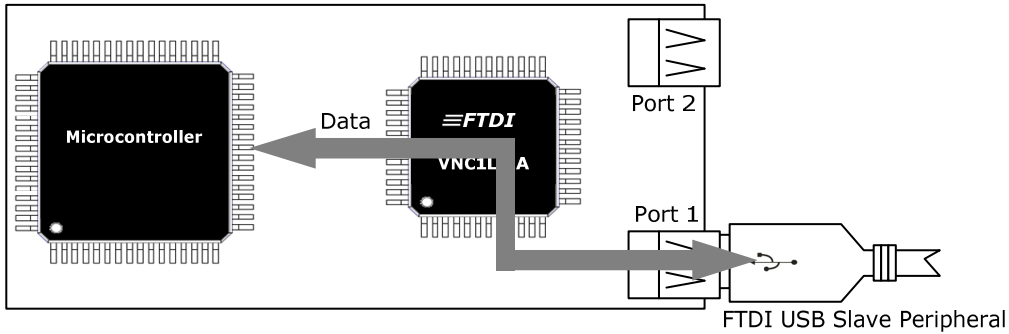 Port 2
Data
Microcontroller
FTDI
VNC1L
A
Port 1
FTDI USB Slave Peripheral